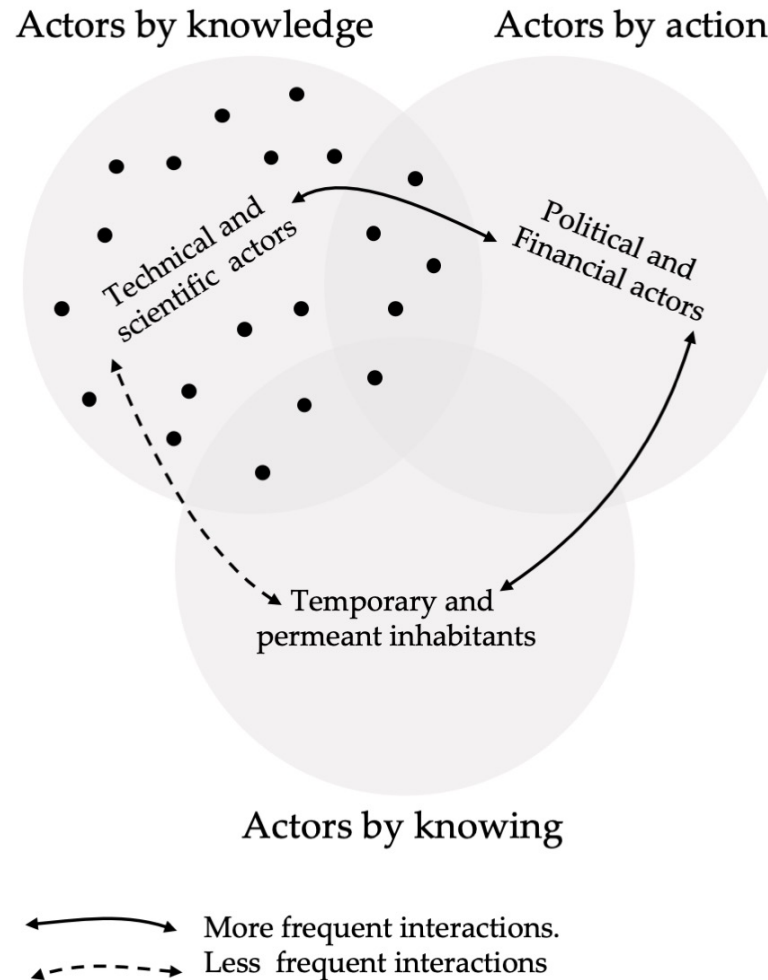 Actors by knowledge
Actors by action
Technical and
scientific actors
Political and
Financial actors
Temporary and
permeant inhabitants
Actors by knowing
More frequent interactions.
Less frequent interactions